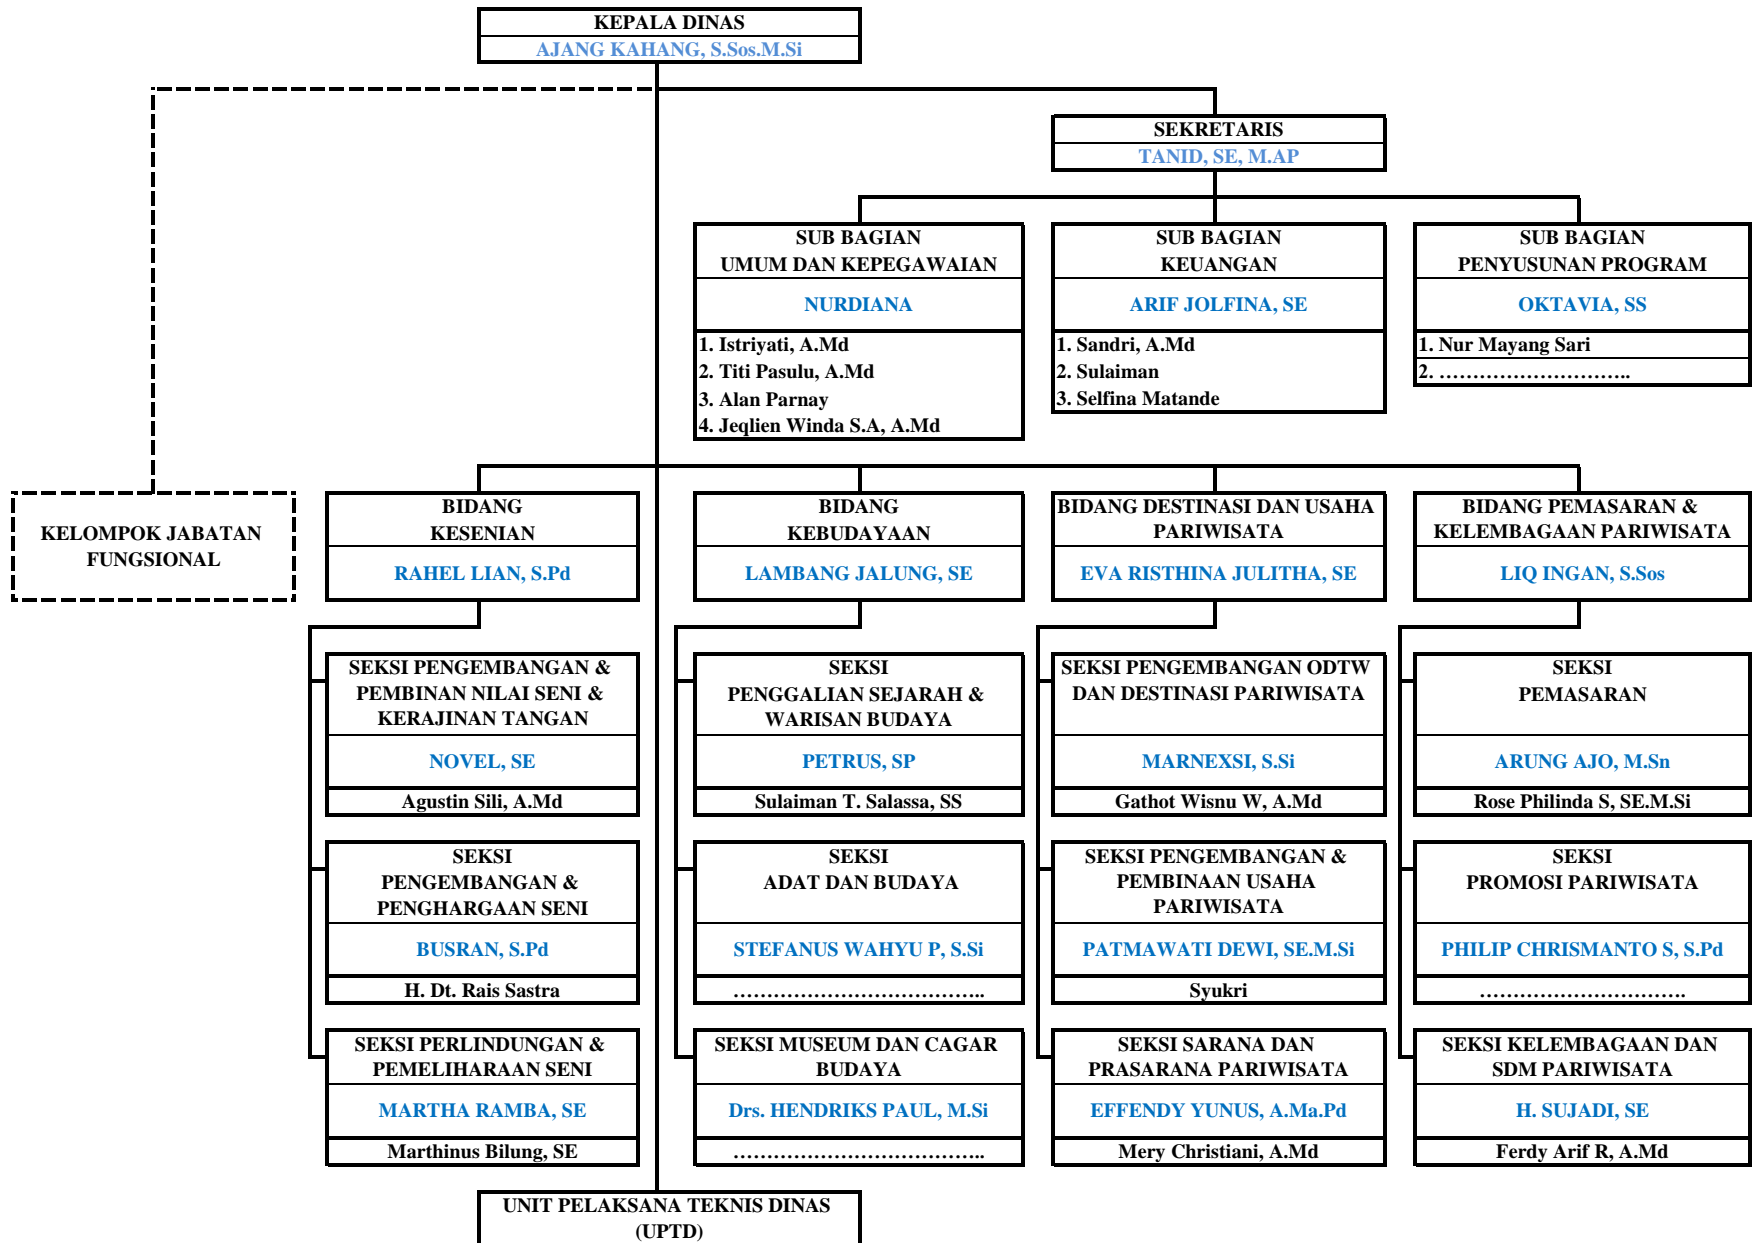 KEPALA DINAS
AJANG KAHANG, S.Sos.M.Si
SEKRETARIS
TANID, SE, M.AP
SUB BAGIAN
UMUM DAN KEPEGAWAIAN
NURDIANA
1. Istriyati, A.Md
2. Titi Pasulu, A.Md
3. Alan Parnay
4. Jeqlien Winda S.A, A.Md
SUB BAGIAN
KEUANGAN
ARIF JOLFINA, SE
1. Sandri, A.Md
2. Sulaiman
3. Selfina Matande
SUB BAGIAN
PENYUSUNAN PROGRAM
OKTAVIA, SS
1. Nur Mayang Sari
2. ………………………..
KELOMPOK JABATAN
FUNGSIONAL
BIDANG
KESENIAN
RAHEL LIAN, S.Pd
SEKSI PENGEMBANGAN &
PEMBINAN NILAI SENI &
KERAJINAN TANGAN
NOVEL, SE
Agustin Sili, A.Md
SEKSI
PENGEMBANGAN &
PENGHARGAAN SENI
BUSRAN, S.Pd
H. Dt. Rais Sastra
SEKSI PERLINDUNGAN &
PEMELIHARAAN SENI
MARTHA RAMBA, SE
Marthinus Bilung, SE
BIDANG
KEBUDAYAAN
LAMBANG JALUNG, SE
SEKSI
PENGGALIAN SEJARAH &
WARISAN BUDAYA
PETRUS, SP
Sulaiman T. Salassa, SS
SEKSI
ADAT DAN BUDAYA
STEFANUS WAHYU P, S.Si
………………………………..
SEKSI MUSEUM DAN CAGAR
BUDAYA
Drs. HENDRIKS PAUL, M.Si
………………………………..
BIDANG DESTINASI DAN USAHA
PARIWISATA
EVA RISTHINA JULITHA, SE
SEKSI PENGEMBANGAN ODTW
DAN DESTINASI PARIWISATA
MARNEXSI, S.Si
Gathot Wisnu W, A.Md
SEKSI PENGEMBANGAN &
PEMBINAAN USAHA
PARIWISATA
PATMAWATI DEWI, SE.M.Si
Syukri
SEKSI SARANA DAN
PRASARANA PARIWISATA
EFFENDY YUNUS, A.Ma.Pd
Mery Christiani, A.Md
BIDANG PEMASARAN &
KELEMBAGAAN PARIWISATA
LIQ INGAN, S.Sos
SEKSI
PEMASARAN
ARUNG AJO, M.Sn
Rose Philinda S, SE.M.Si
SEKSI
PROMOSI PARIWISATA
PHILIP CHRISMANTO S, S.Pd
………………………….
SEKSI KELEMBAGAAN DAN
SDM PARIWISATA
H. SUJADI, SE
Ferdy Arif R, A.Md
UNIT PELAKSANA TEKNIS DINAS
(UPTD)